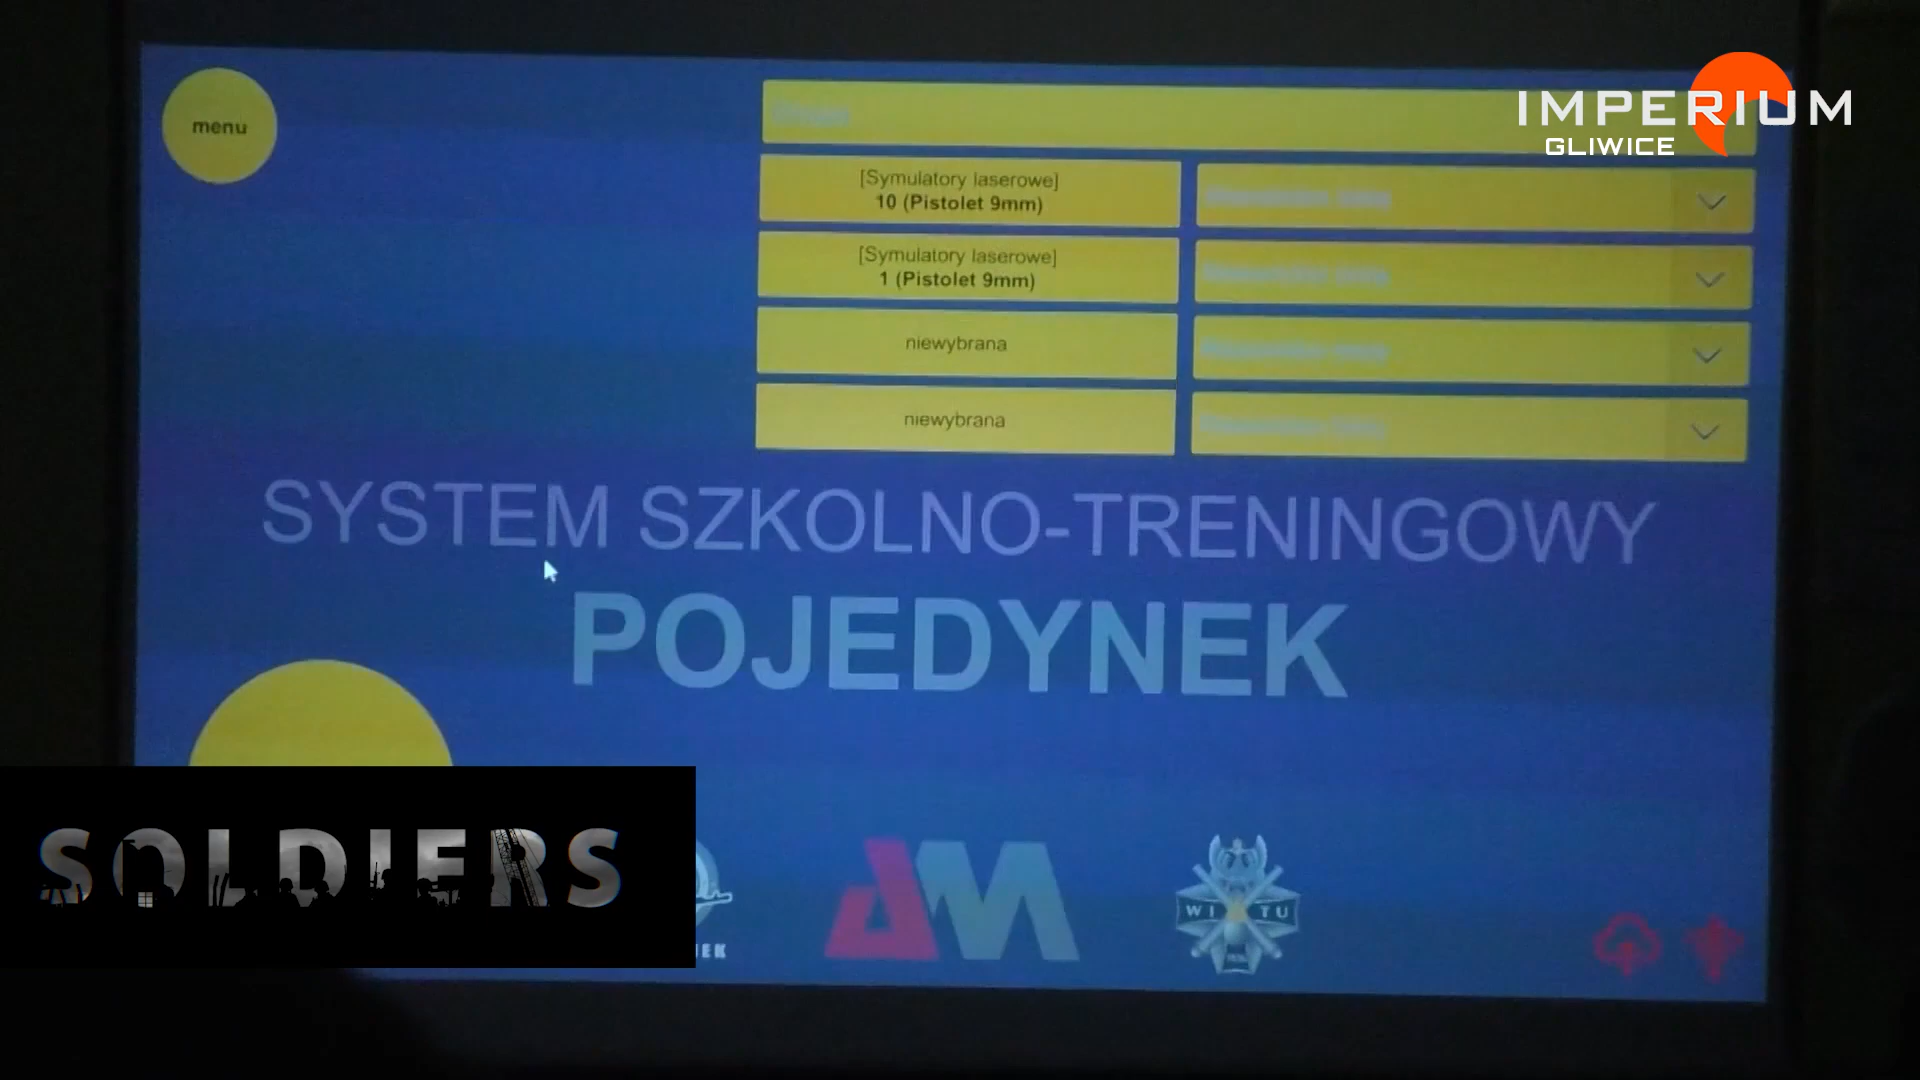 menu
IMPERIUM
GLIWICE
[Symulatory laserowe]
10 (Pistolet 9mm)
[Symulatory laserowe]
1 (Pistolet 9mm)
niewybrana
niewybrana
SYSTEM SZKOLNO-TRENINGOWY
POJEDYNEK
SOLDIERS
EK
AM
WI TU